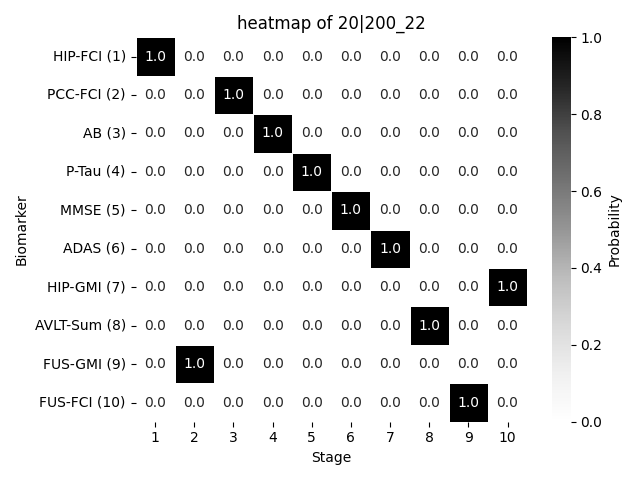 heatmap of 20|200_22
HIP-FCI (1) 1.0 0.0 0.0 0.0 0.0 0.0 0.0 0.0 0.0 0.0
PCC-FCI (2) 0.0 0.0 1.0 0.0 0.0 0.0 0.0 0.0 0.0 0.0
AB (3) 0.0 0.0 0.0 1.0 0.0 0.0 0.0 0.0 0.0 0.0
P-Tau (4) 0.0 0.0 0.0 0.0 1.0 0.0 0.0 0.0 0.0 0.0
MMSE (5) 0.0 0.0 0.0 0.0 0.0 1.0 0.0 0.0 0.0 0.0
ADAS (6) 0.0 0.0 0.0 0.0 0.0 0.0 1.0 0.0 0.0 0.0
HIP-GMI (7) 0.0 0.0 0.0 0.0 0.0 0.0 0.0 0.0 0.0 1.0
AVLT-Sum (8) 0.0 0.0 0.0 0.0 0.0 0.0 0.0 1.0 0.0 0.0
FUS-GMI (9) 0.0 1.0 0.0 0.0 0.0 0.0 0.0 0.0 0.0 0.0
FUS-FCI (10) 0.0 0.0 0.0 0.0 0.0 0.0 0.0 0.0 1.0 0.0
1 2 3 4 5 6 7 8 9 10
Stage
Biomarker
1.0
0.8
0.6
0.4
0.2
0.0
Probability